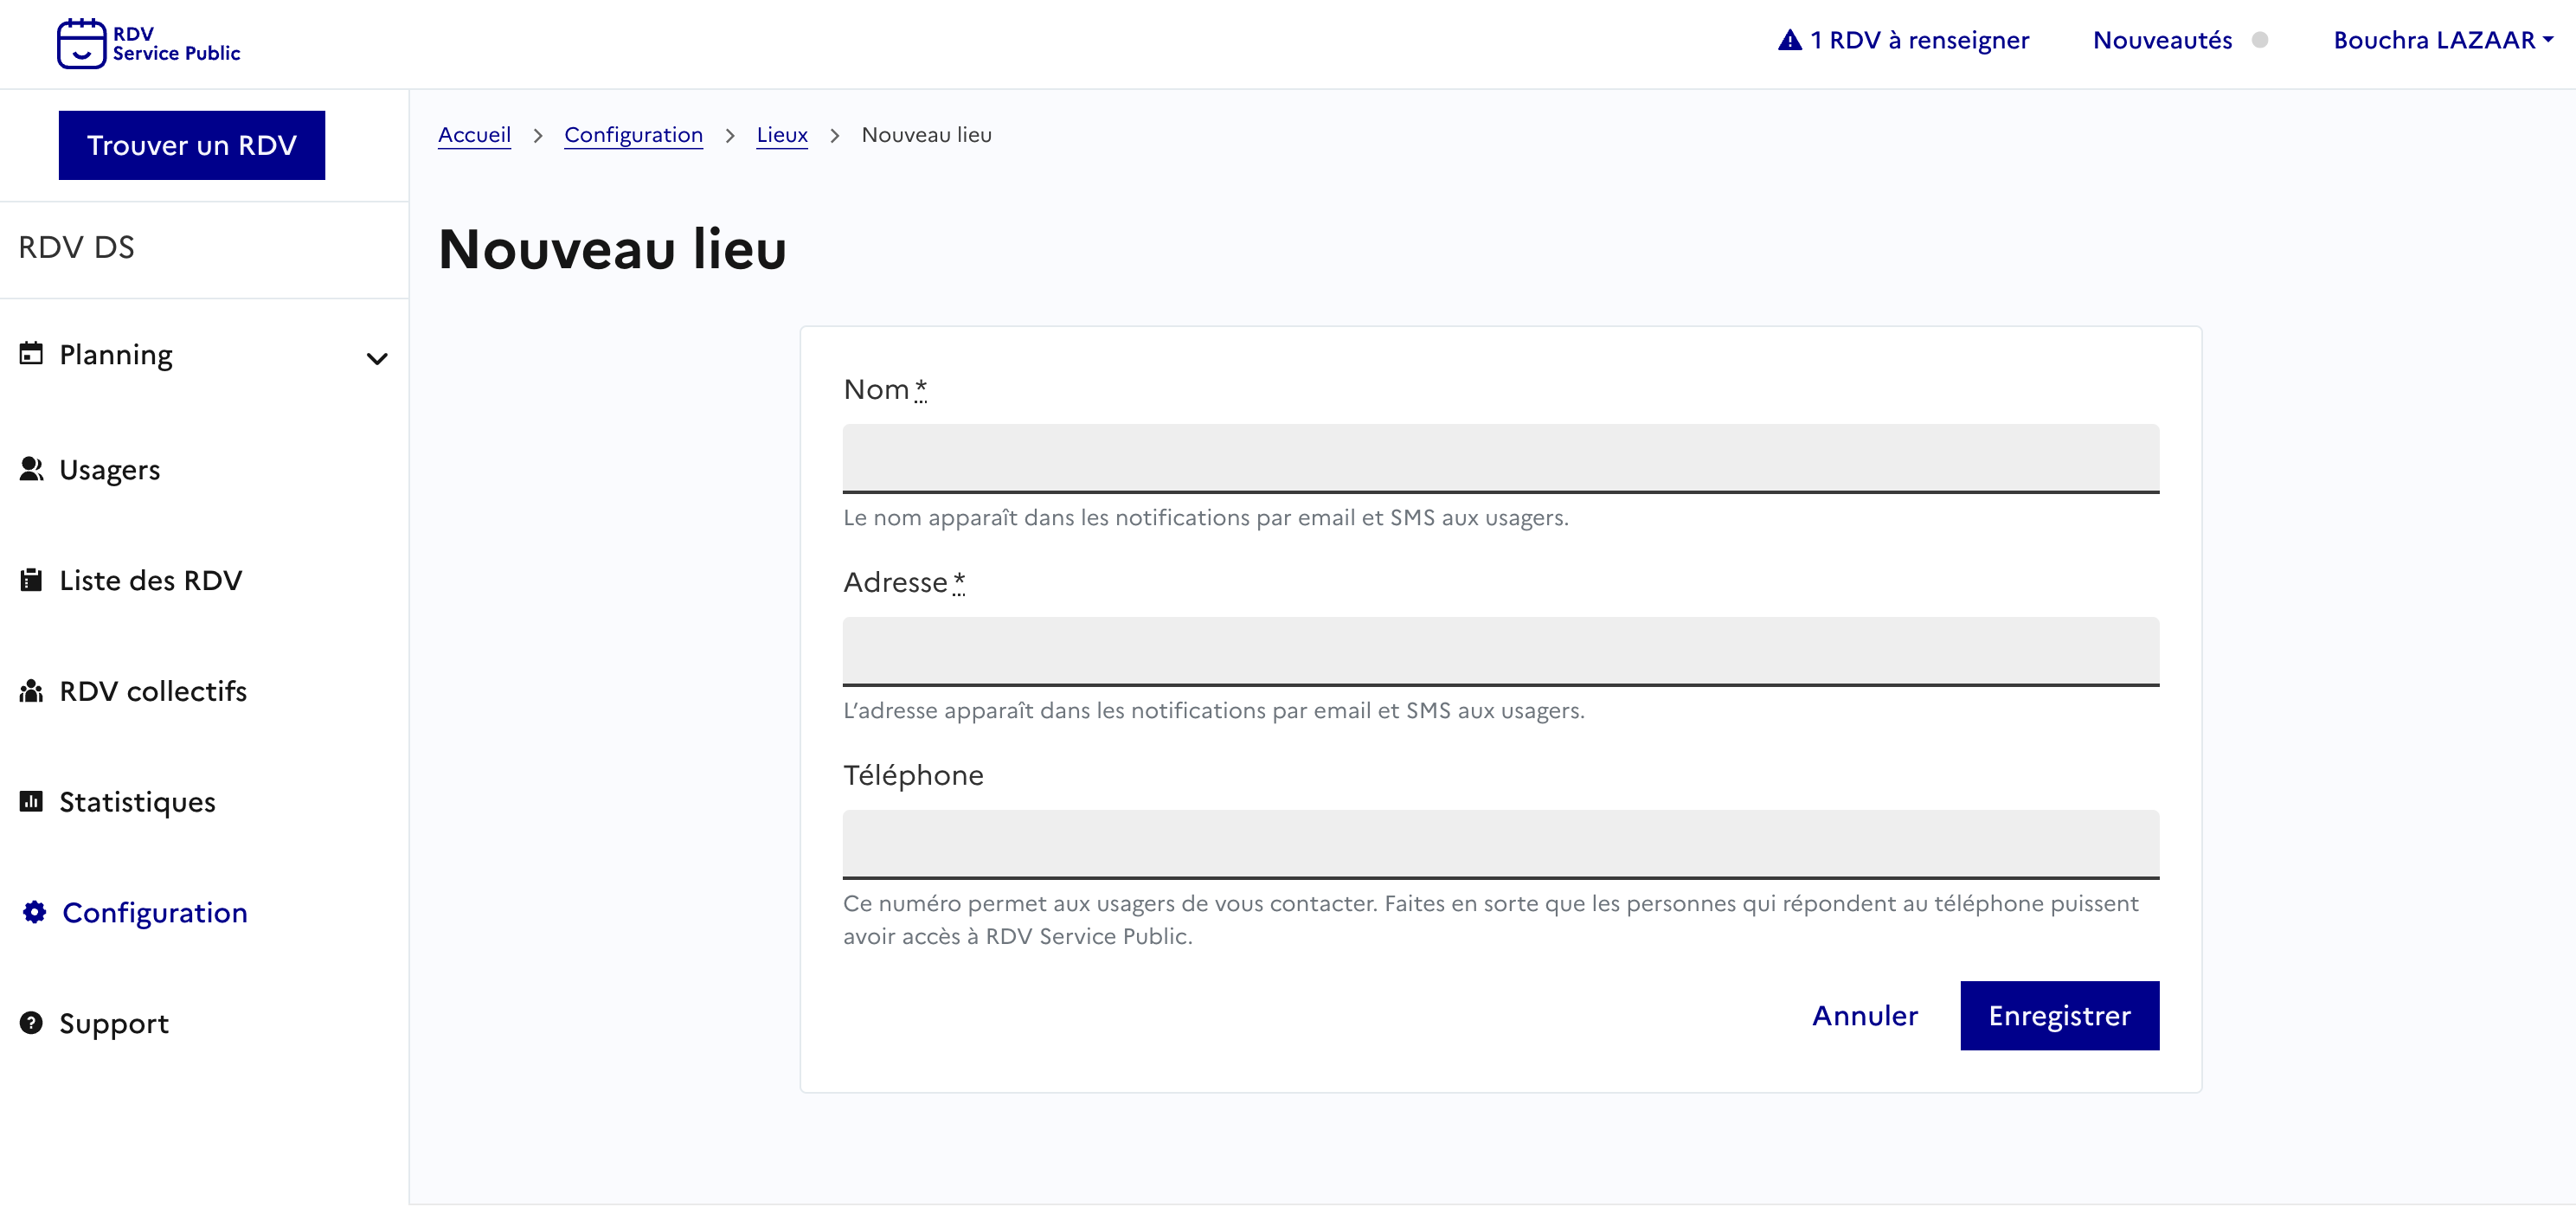 RDV
Service Public
1 RDV à renseigner
Nouveautés
Bouchra LAZAAR
Trouver un RDV
RDV DS
Planning
Usagers
Liste des RDV
RDV collectifs
Statistiques
Configuration
Support
Accueil > Configuration > Lieux > Nouveau lieu
Nouveau lieu
Nom *
Le nom apparaît dans les notifications par email et SMS aux usagers.
Adresse *
L’adresse apparaît dans les notifications par email et SMS aux usagers.
Téléphone
Ce numéro permet aux usagers de vous contacter. Faites en sorte que les personnes qui répondent au téléphone puissent
avoir accès à RDV Service Public.
Annuler
Enregistrer